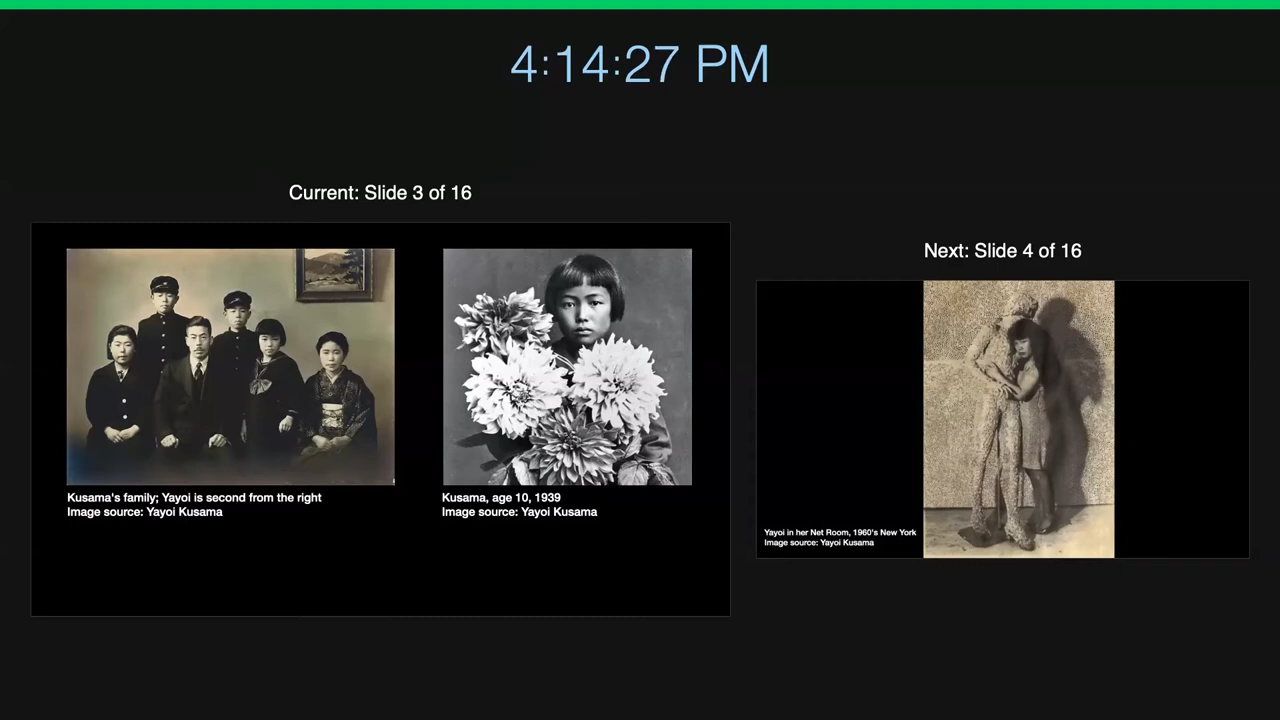 4:14:27 PM
Current: Slide 3 of 16
Kusama's family; Yayoi is second from the right
Image source: Yayoi Kusama
Kusama, age 10, 1939
Image source: Yayoi Kusama
Next: Slide 4 of 16
Yayoi in her Net Room, 1960's New York
Image source: Yayoi Kusama